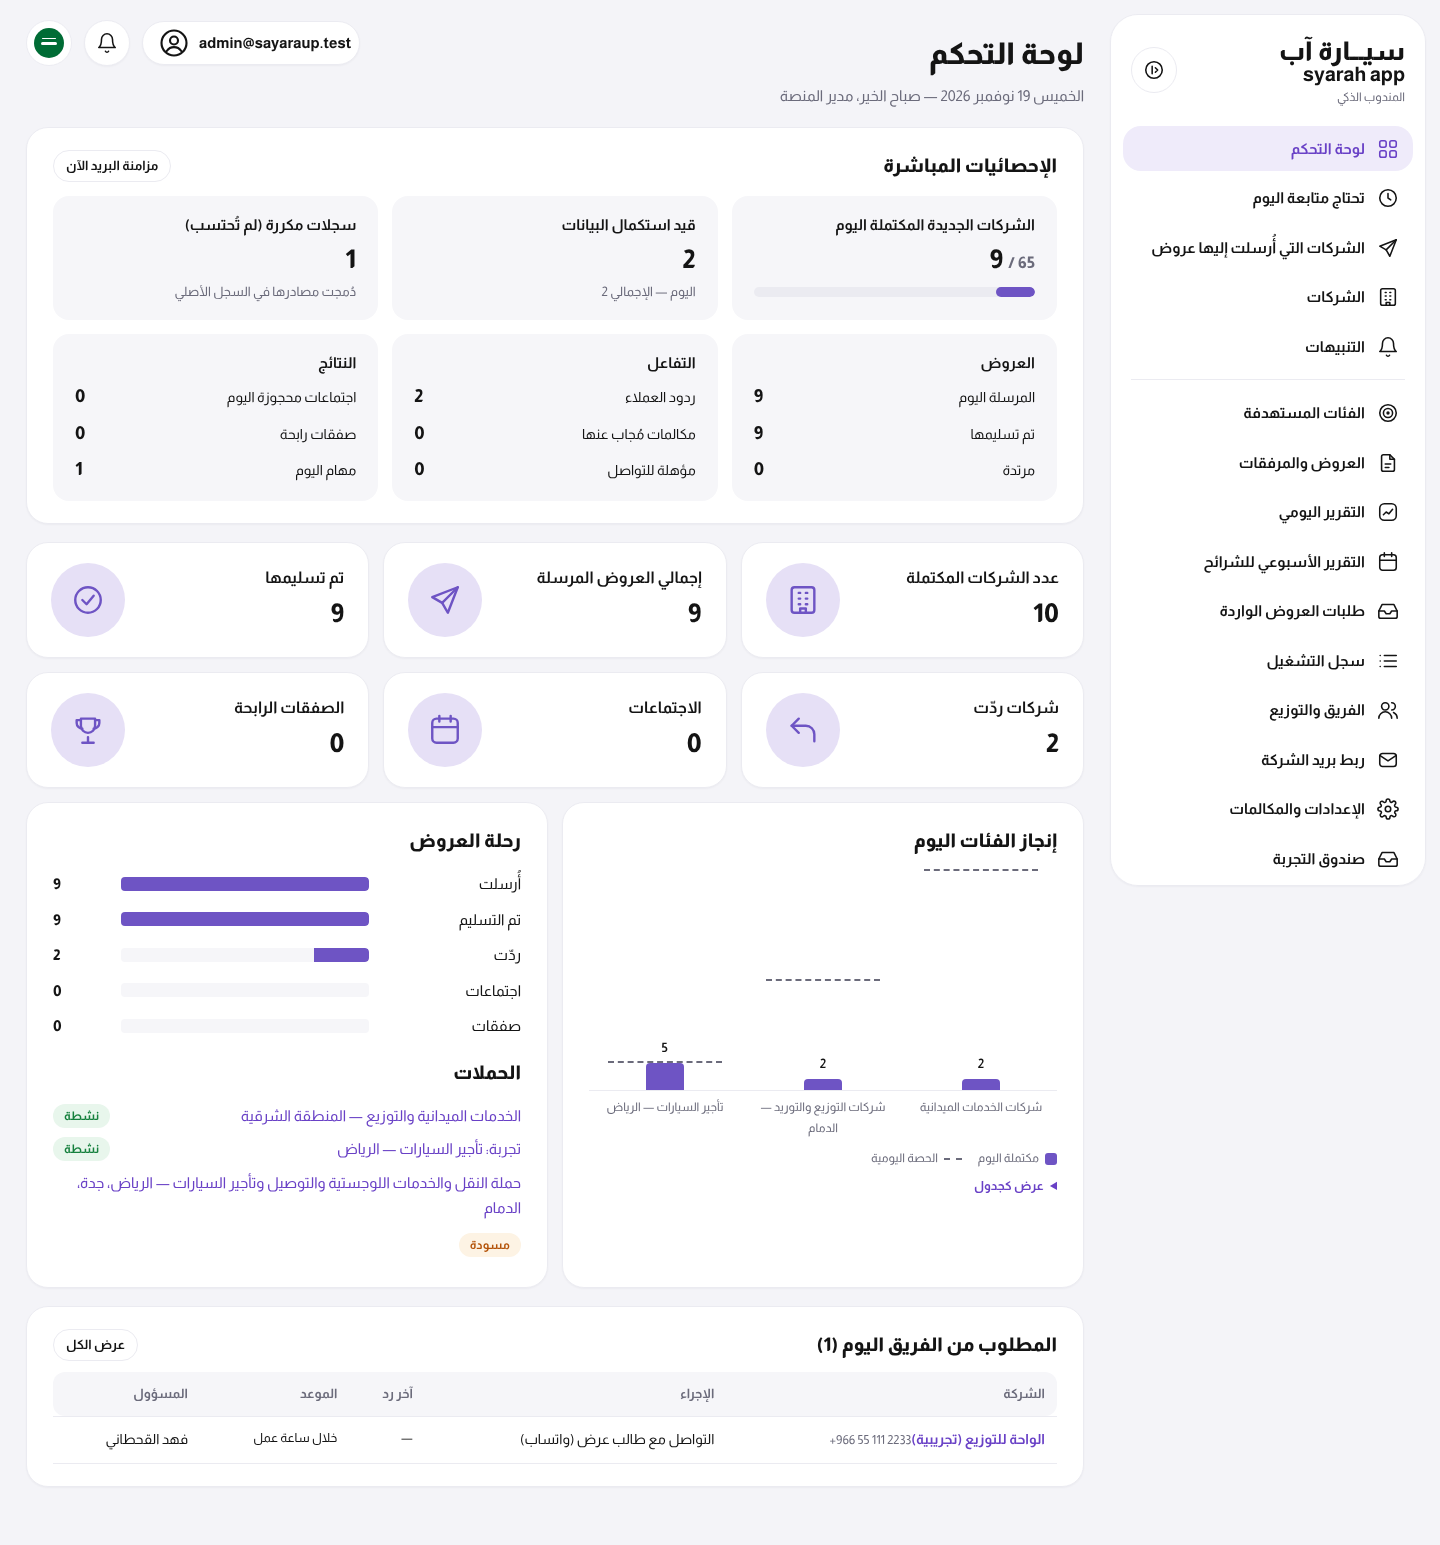 سيــارة آب
syarah app
المندوب الذكي
لوحة التحكم
تحتاج متابعة اليوم
الشركات التي أُرسلت إليها عروض
الشركات
التنبيهات
الفئات المستهدفة
العروض والمرفقات
التقرير اليومي
التقرير الأسبوعي للشرائح
طلبات العروض الواردة
سجل التشغيل
الفريق والتوزيع
ربط بريد الشركة
الإعدادات والمكالمات
صندوق التجربة
لوحة التحكم
الخميس 19 نوفمبر 2026 — صباح الخير، مدير المنصة
admin@sayaraup.test
الإحصائيات المباشرة
مزامنة البريد الآن
الشركات الجديدة المكتملة اليوم
9 / 65
قيد استكمال البيانات
2
اليوم — الإجمالي 2
سجلات مكررة (لم تُحتسب)
1
دُمجت مصادرها في السجل الأصلي
العروض
المرسلة اليوم 9
تم تسليمها 9
مرتدة 0
التفاعل
ردود العملاء 2
مكالمات مُجاب عنها 0
مؤهلة للتواصل 0
النتائج
اجتماعات محجوزة اليوم 0
صفقات رابحة 0
مهام اليوم 1
عدد الشركات المكتملة
10
إجمالي العروض المرسلة
9
تم تسليمها
9
شركات ردّت
2
الاجتماعات
0
الصفقات الرابحة
0
إنجاز الفئات اليوم
2
2
5
شركات الخدمات الميدانية
شركات التوزيع والتوريد —
الدمام
تأجير السيارات — الرياض
مكتملة اليوم
الحصة اليومية
عرض كجدول
رحلة العروض
أُرسلت 9
تم التسليم 9
ردّت 2
اجتماعات 0
صفقات 0
الحملات
الخدمات الميدانية والتوزيع — المنطقة الشرقية نشطة
تجربة: تأجير السيارات — الرياض نشطة
حملة النقل والخدمات اللوجستية والتوصيل وتأجير السيارات — الرياض، جدة،
الدمام
مسودة
المطلوب من الفريق اليوم (1)
عرض الكل
الشركة الإجراء آخر رد الموعد المسؤول
الواحة للتوزيع (تجريبية) +966 55 111 2233 التواصل مع طالب عرض (واتساب) — خلال ساعة عمل فهد القحطاني